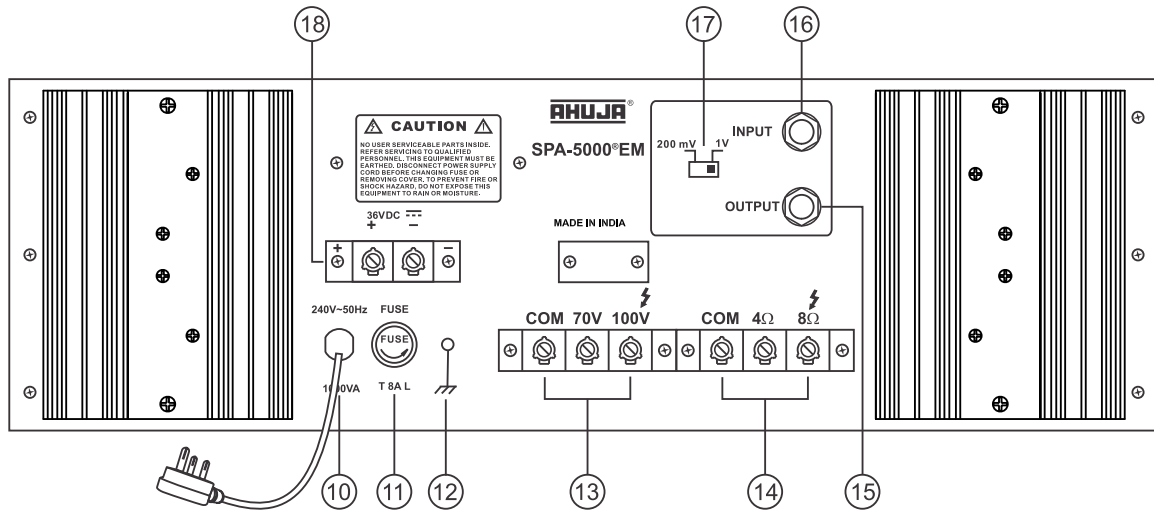 18
17
16
AHUJA®
SPA-5000®EM
CAUTION
NO USER SERVICEABLE PARTS INSIDE.
REFER SERVICING TO QUALIFIED
PERSONNEL. THIS EQUIPMENT MUST BE
EARTHED. DISCONNECT POWER SUPPLY
CORD BEFORE CHANGING FUSE OR
REMOVING COVER, TO PREVENT FIRE OR
SHOCK HAZARD, DO NOT EXPOSE THIS
EQUIPMENT TO RAIN OR MOISTURE.
200 mV 1V
INPUT
OUTPUT
36VDC
+ −
+ −
MADE IN INDIA
240V~50Hz
FUSE
FUSE
1000VA
T 8A L
COM 70V 100V
COM 4Ω 8Ω
10
11
12
13
14
15